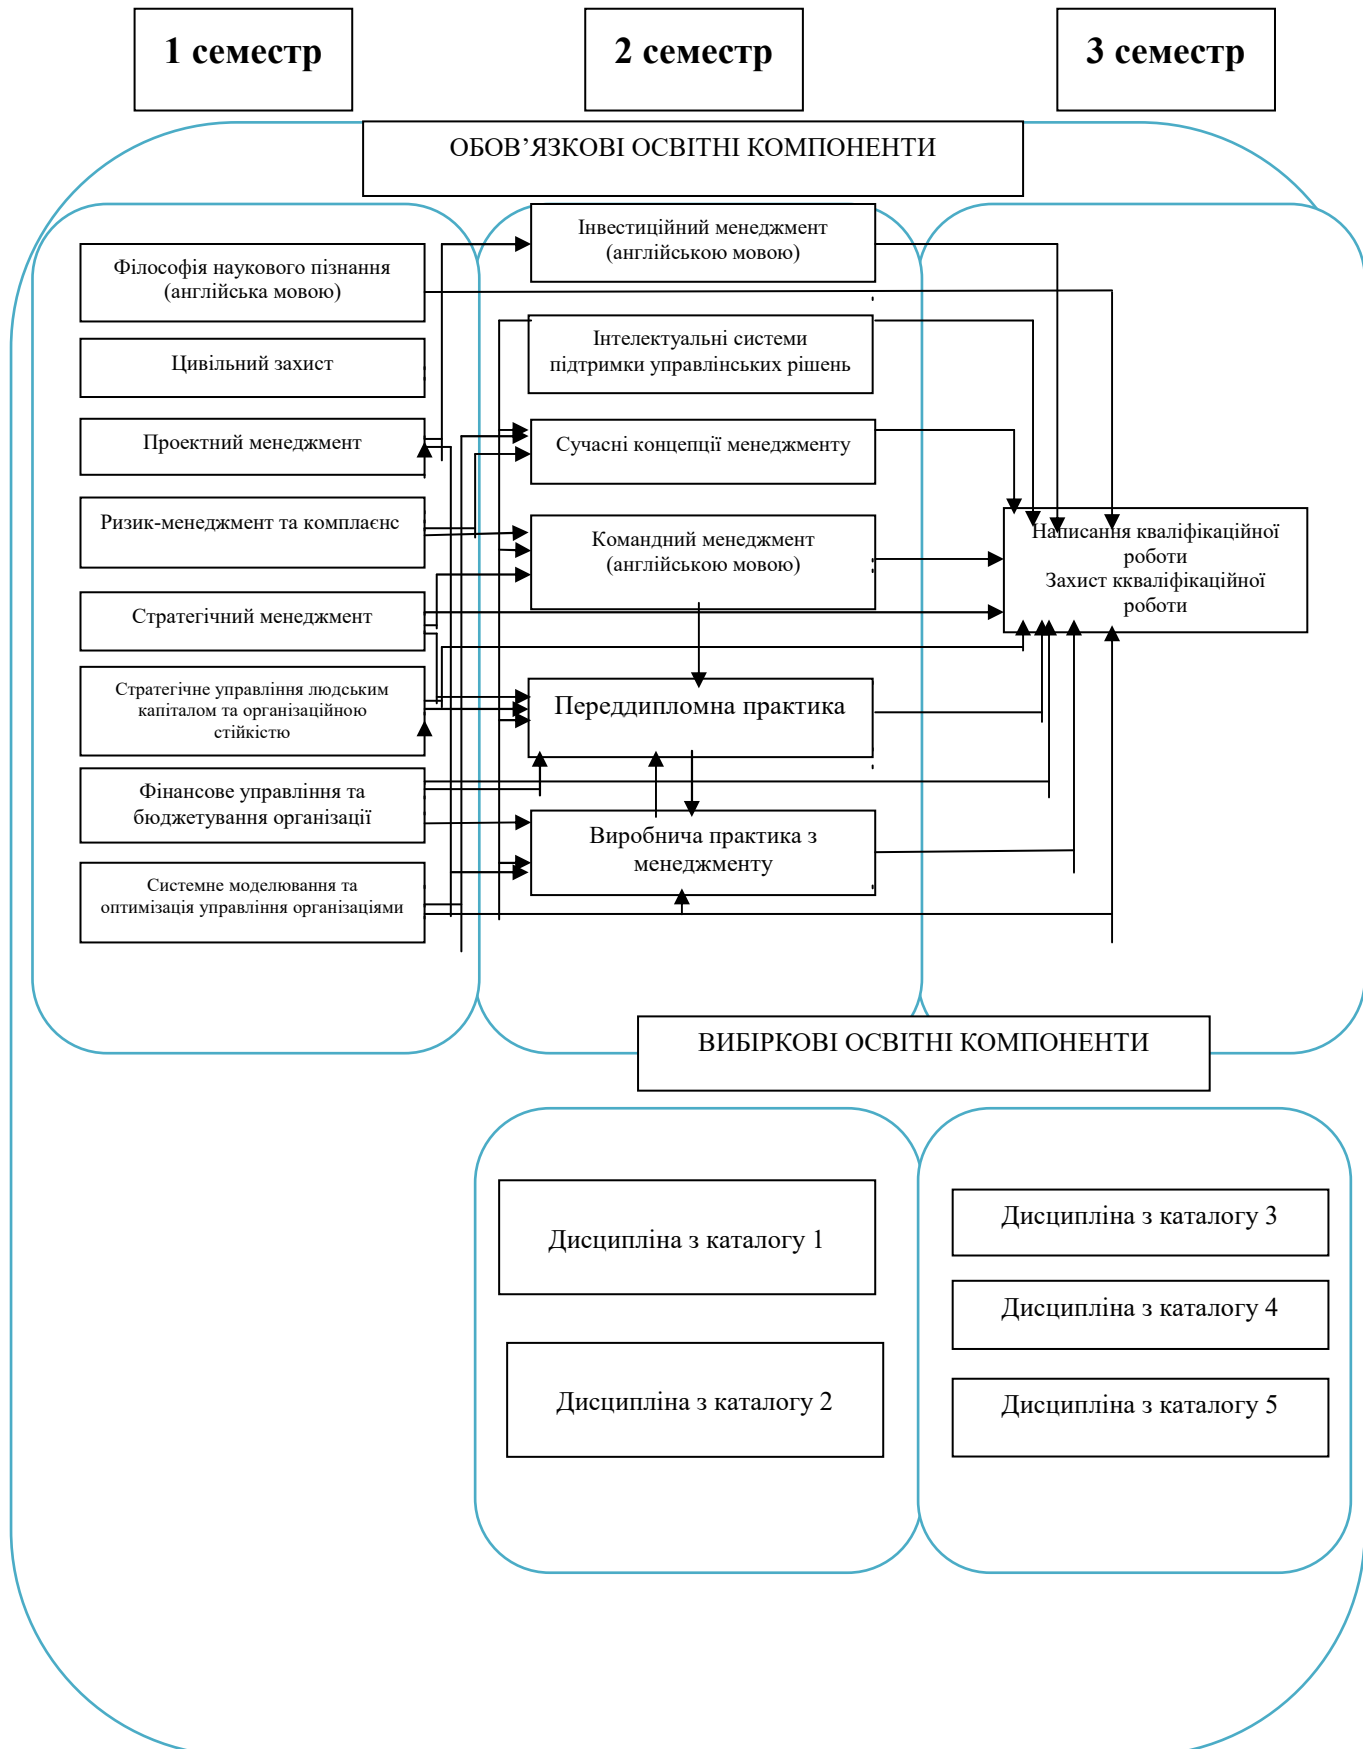 1 семестр
2 семестр
3 семестр
ОБОВ’ЯЗКОВІ ОСВІТНІ КОМПОНЕНТИ
Філософія наукового пізнання
(англійська мовою)
Цивільний захист
Проектний менеджмент
Ризик-менеджмент та комплаєнс
Стратегічний менеджмент
Стратегічне управління людським
капіталом та організаційною
стійкістю
Фінансове управління та
бюджетування організації
Системне моделювання та
оптимізація управління організаціями
Інвестиційний менеджмент
(англійською мовою)
Інтелектуальні системи
підтримки управлінських рішень
Сучасні концепції менеджменту
Командний менеджмент
(англійською мовою)
Переддипломна практика
Виробнича практика з
менеджменту
Написання кваліфікаційної
роботи
Захист ккваліфікаційної
роботи
ВИБІРКОВІ ОСВІТНІ КОМПОНЕНТИ
Дисципліна з каталогу 1
Дисципліна з каталогу 2
Дисципліна з каталогу 3
Дисципліна з каталогу 4
Дисципліна з каталогу 5